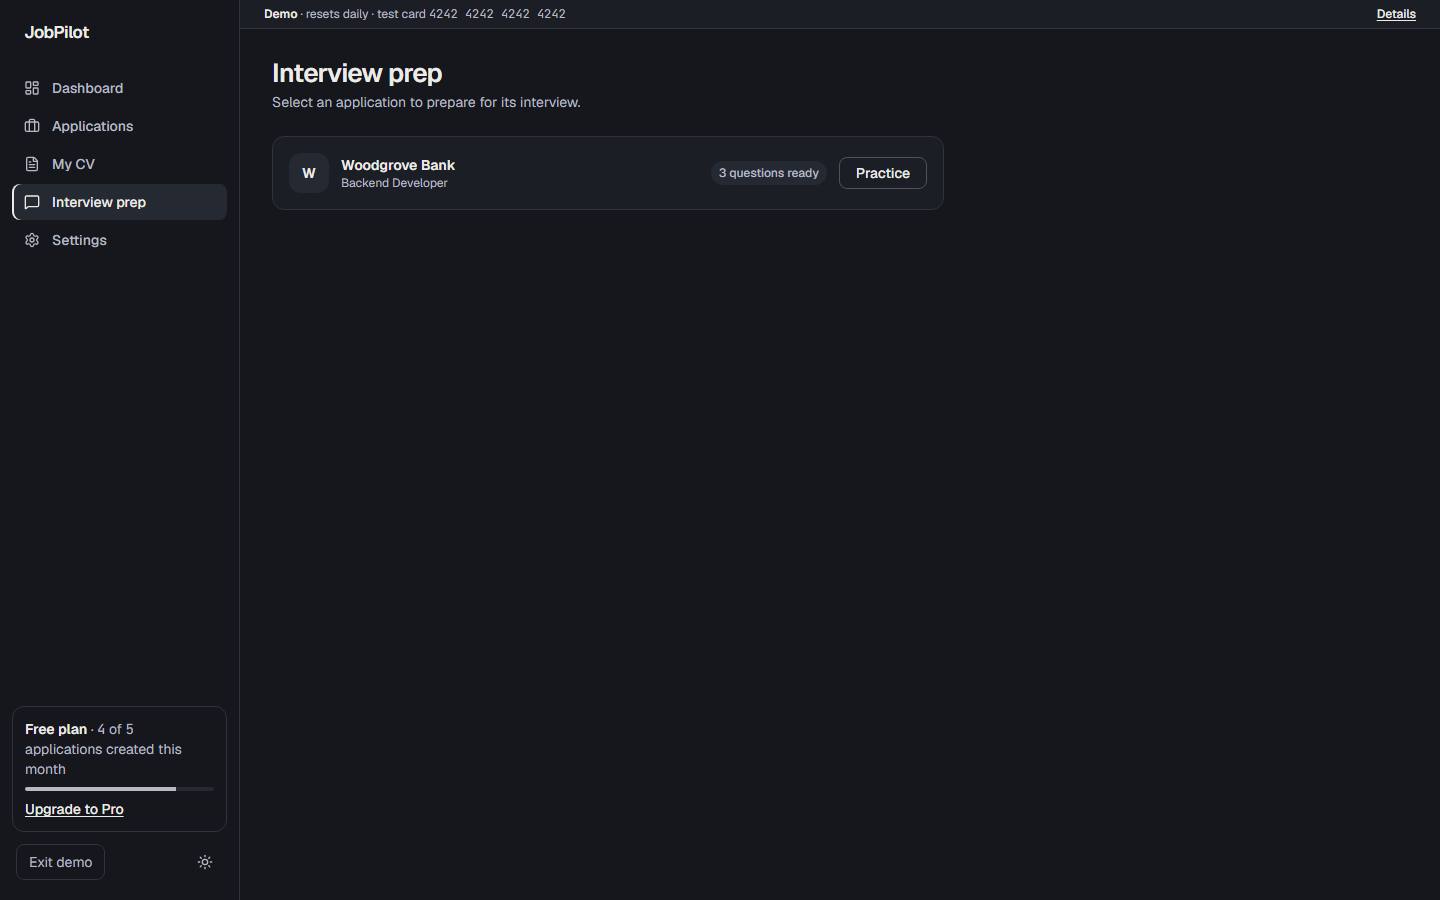 JobPilot
Dashboard
Applications
My CV
Interview prep
Settings
Free plan · 4 of 5
applications created this
month
Upgrade to Pro
Exit demo
Demo · resets daily · test card 4242 4242 4242 4242
Details
Interview prep
Select an application to prepare for its interview.
W
Woodgrove Bank
Backend Developer
3 questions ready
Practice